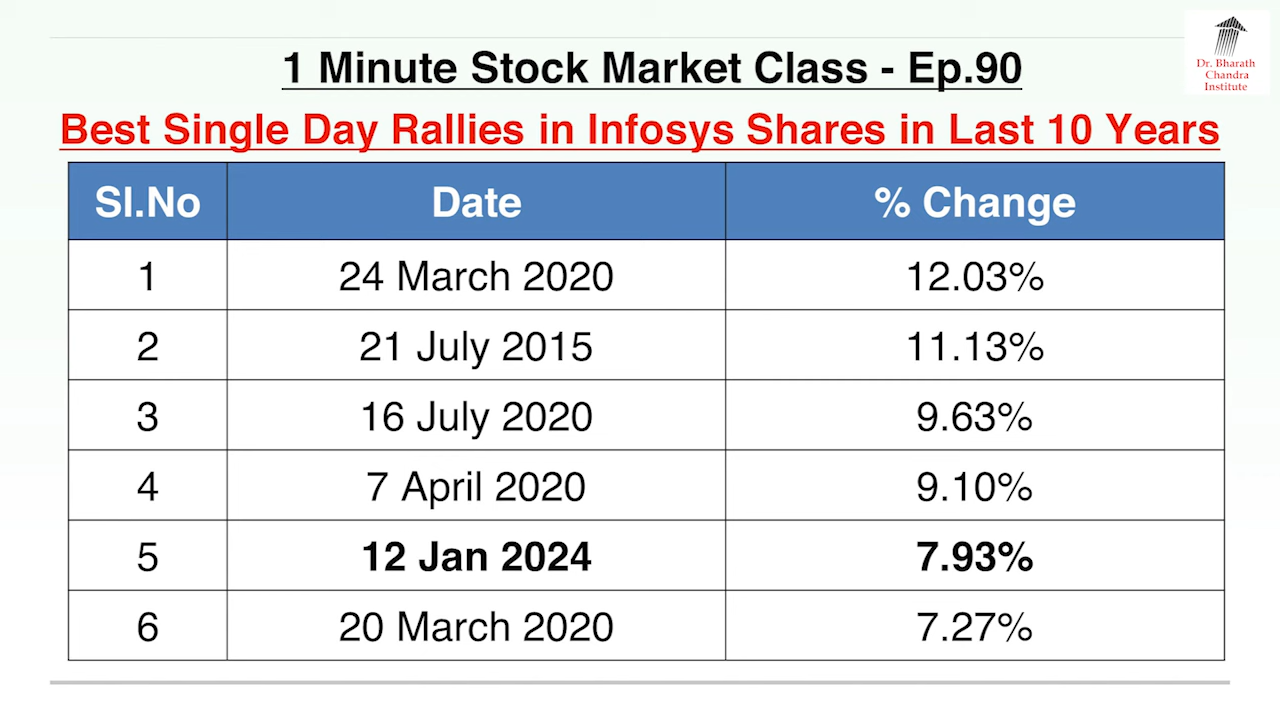 1 Minute Stock Market Class - Ep.90
Dr. Bharath
Chandra
Institute
Best Single Day Rallies in Infosys Shares in Last 10 Years
Sl.No Date % Change
1 24 March 2020 12.03%
2 21 July 2015 11.13%
3 16 July 2020 9.63%
4 7 April 2020 9.10%
5 12 Jan 2024 7.93%
6 20 March 2020 7.27%